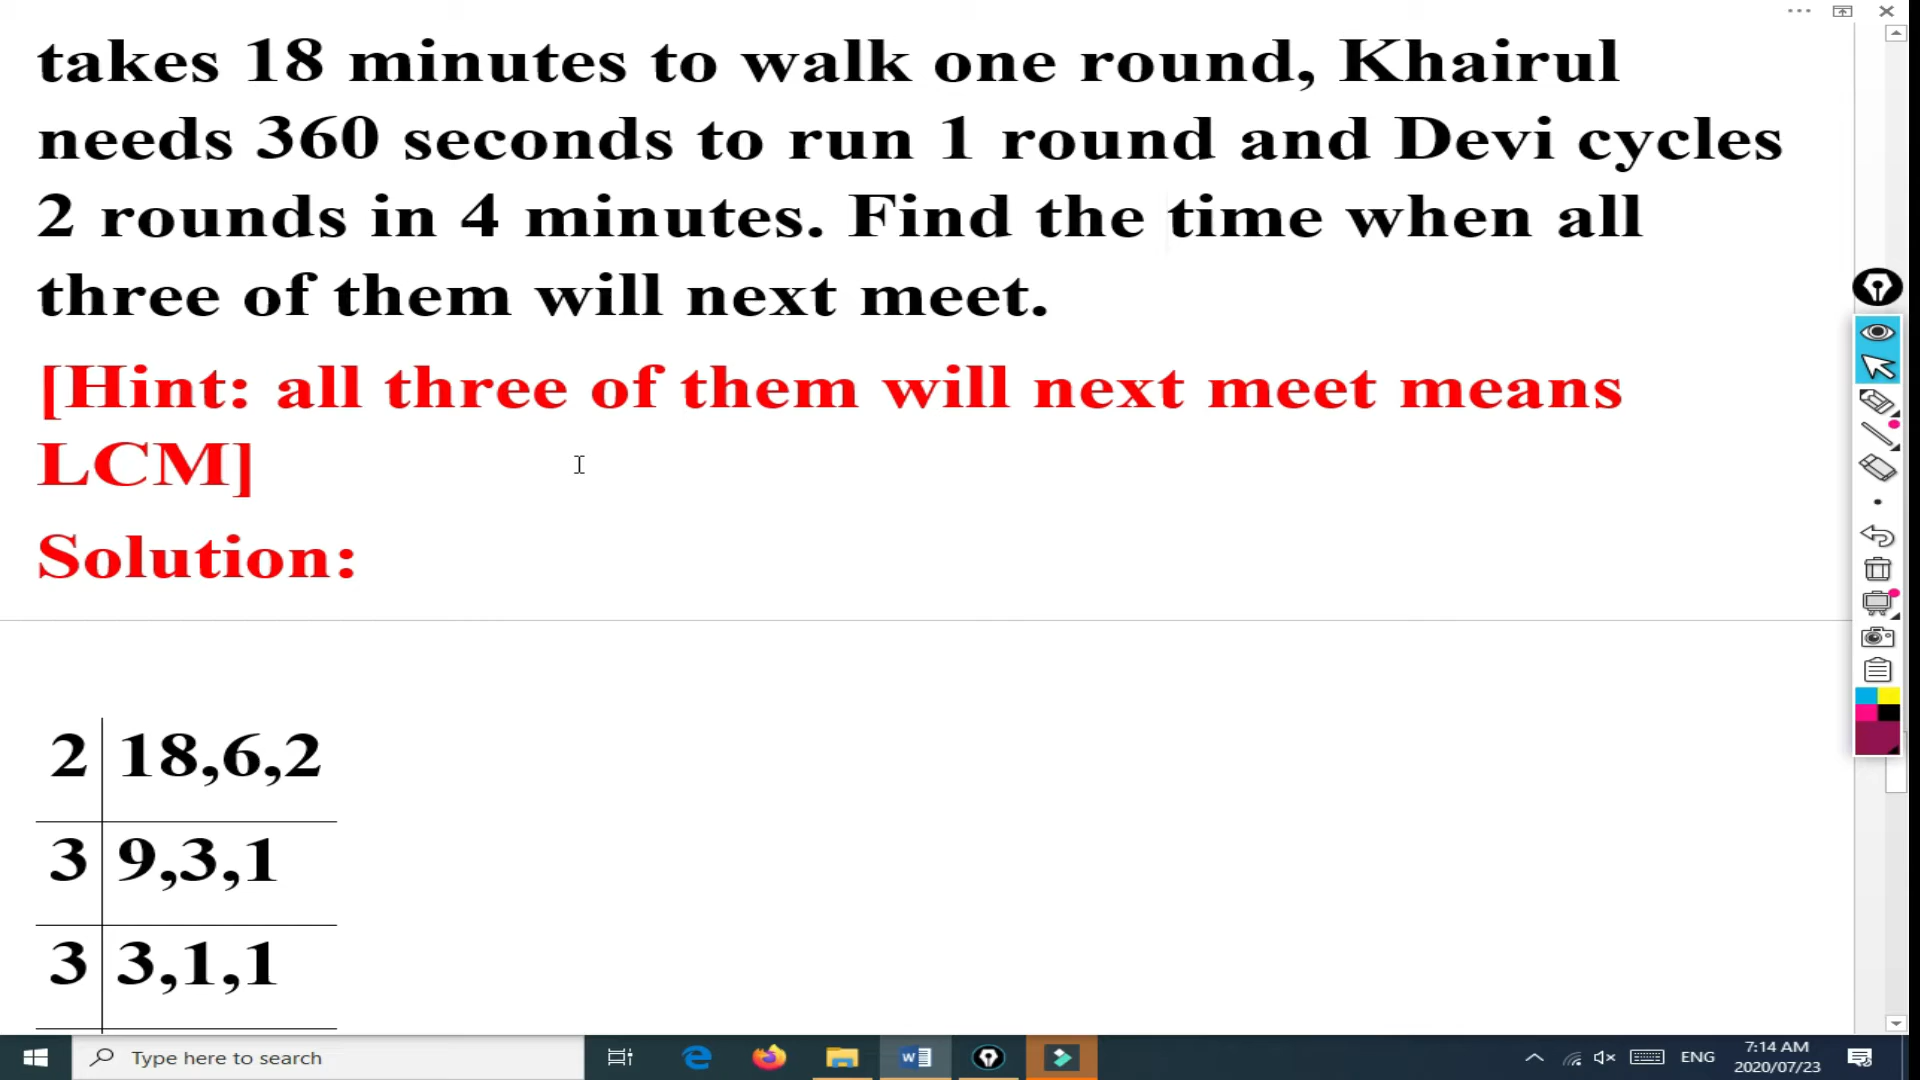 takes 18 minutes to walk one round, Khairul
needs 360 seconds to run 1 round and Devi cycles
2 rounds in 4 minutes. Find the time when all
three of them will next meet.
[Hint: all three of them will next meet means
LCM]
Solution:
2 18,6,2
3 9,3,1
3 3,1,1
Type here to search
ENG
7:14 AM
2020/07/23